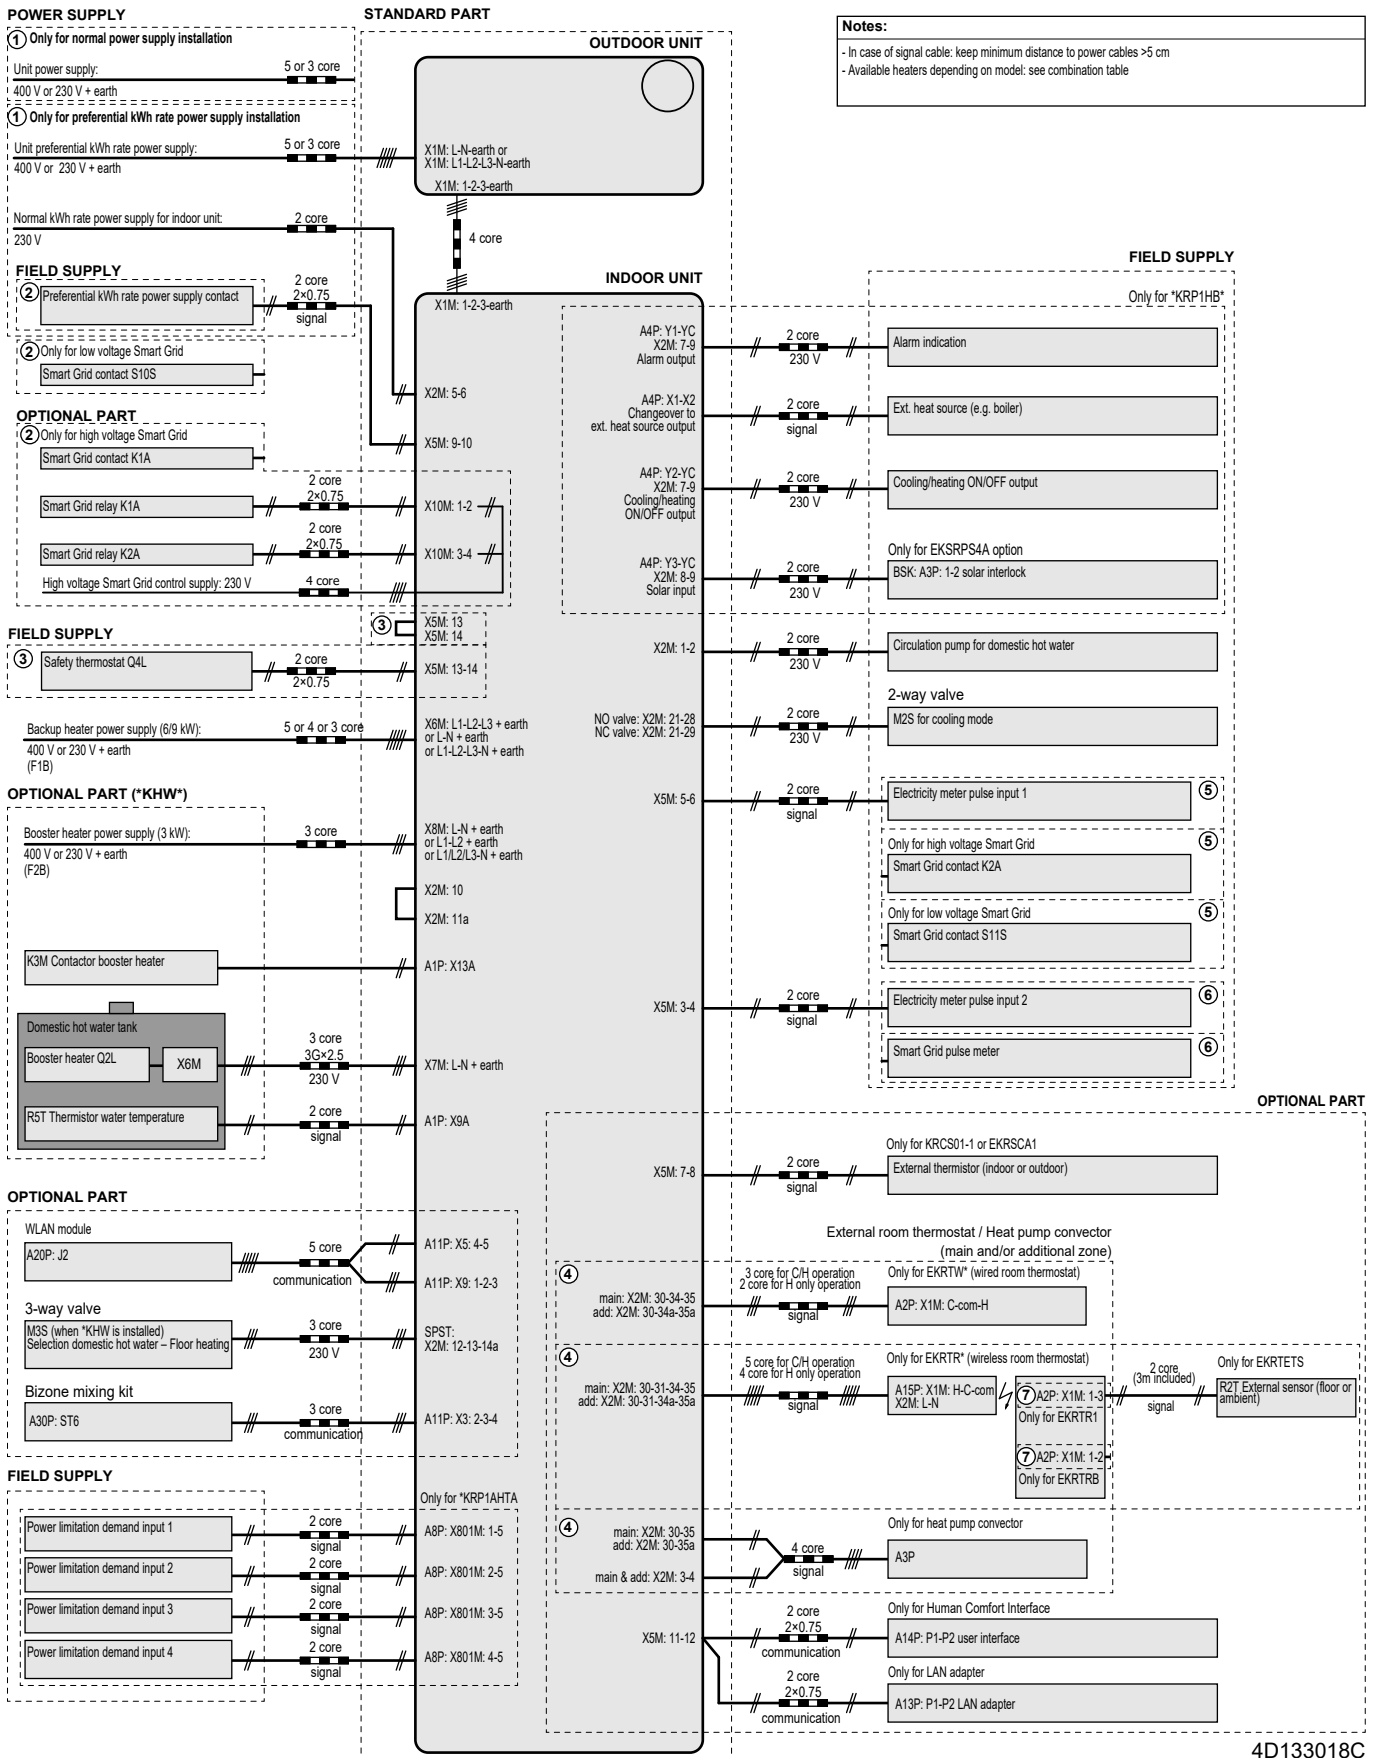 POWER SUPPLY
1 Only for normal power supply installation
Unit power supply:
5 or 3 core
400 V or 230 V + earth
1 Only for preferential kWh rate power supply installation
Unit preferential kWh rate power supply:
5 or 3 core
400 V or 230 V + earth
Normal kWh rate power supply for indoor unit:
2 core
230 V
FIELD SUPPLY
2 Preferential kWh rate power supply contact
2 core
2×0.75
signal
2 Only for low voltage Smart Grid
Smart Grid contact S10S
OPTIONAL PART
2 Only for high voltage Smart Grid
Smart Grid contact K1A
Smart Grid relay K1A
2 core
2×0.75
Smart Grid relay K2A
2 core
2×0.75
High voltage Smart Grid control supply: 230 V
4 core
FIELD SUPPLY
3
Safety thermostat Q4L
2 core
2×0.75
Backup heater power supply (6/9 kW):
5 or 4 or 3 core
400 V or 230 V + earth
(F1B)
OPTIONAL PART (*KHW*)
Booster heater power supply (3 kW):
3 core
400 V or 230 V + earth
(F2B)
K3M Contactor booster heater
Domestic hot water tank
Booster heater Q2L
X6M
3 core
3G×2.5
230 V
R5T Thermistor water temperature
2 core
signal
OPTIONAL PART
WLAN module
A20P: J2
5 core
communication
3-way valve
M3S (when *KHW is installed)
Selection domestic hot water – Floor heating
3 core
230 V
Bizone mixing kit
A30P: ST6
3 core
communication
FIELD SUPPLY
Power limitation demand input 1
2 core
signal
Power limitation demand input 2
2 core
signal
Power limitation demand input 3
2 core
signal
Power limitation demand input 4
2 core
signal
STANDARD PART
OUTDOOR UNIT
X1M: L-N-earth or
X1M: L1-L2-L3-N-earth
X1M: 1-2-3-earth
4 core
INDOOR UNIT
X1M: 1-2-3-earth
X2M: 5-6
X5M: 9-10
X10M: 1-2
X10M: 3-4
3
X5M: 13
X5M: 14
X5M: 13-14
X6M: L1-L2-L3 + earth
or L-N + earth
or L1-L2-L3-N + earth
X8M: L-N + earth
or L1-L2 + earth
or L1/L2/L3-N + earth
X2M: 10
X2M: 11a
A1P: X13A
X7M: L-N + earth
A1P: X9A
A11P: X5: 4-5
A11P: X9: 1-2-3
SPST:
X2M: 12-13-14a
A11P: X3: 2-3-4
Only for *KRP1AHTA
A8P: X801M: 1-5
A8P: X801M: 2-5
A8P: X801M: 3-5
A8P: X801M: 4-5
Notes:
- In case of signal cable: keep minimum distance to power cables >5 cm
- Available heaters depending on model: see combination table
FIELD SUPPLY
Only for *KRP1HB*
A4P: Y1-YC
X2M: 7-9
Alarm output
2 core
230 V
Alarm indication
A4P: X1-X2
Changeover to
ext. heat source output
2 core
signal
Ext. heat source (e.g. boiler)
A4P: Y2-YC
X2M: 7-9
Cooling/heating
ON/OFF output
2 core
230 V
Cooling/heating ON/OFF output
Only for EKSRPS4A option
A4P: Y3-YC
X2M: 8-9
Solar input
2 core
230 V
BSK: A3P: 1-2 solar interlock
X2M: 1-2
2 core
230 V
Circulation pump for domestic hot water
2-way valve
NO valve: X2M: 21-28
NC valve: X2M: 21-29
2 core
230 V
M2S for cooling mode
X5M: 5-6
2 core
signal
Electricity meter pulse input 1
5
Only for high voltage Smart Grid
5
Smart Grid contact K2A
Only for low voltage Smart Grid
5
Smart Grid contact S11S
X5M: 3-4
2 core
signal
Electricity meter pulse input 2
6
Smart Grid pulse meter
6
OPTIONAL PART
Only for KRCS01-1 or EKRSCA1
X5M: 7-8
2 core
signal
External thermistor (indoor or outdoor)
External room thermostat / Heat pump convector
(main and/or additional zone)
4
3 core for C/H operation
2 core for H only operation
Only for EKRTW* (wired room thermostat)
main: X2M: 30-34-35
add: X2M: 30-34a-35a
signal
A2P: X1M: C-com-H
4
5 core for C/H operation
4 core for H only operation
Only for EKRTR* (wireless room thermostat)
main: X2M: 30-31-34-35
add: X2M: 30-31-34a-35a
signal
A15P: X1M: H-C-com
X2M: L-N
7 A2P: X1M: 1-3
Only for EKRTR1
7 A2P: X1M: 1-2
Only for EKRTRB
2 core
(3m included)
signal
Only for EKRTETS
R2T External sensor (floor or
ambient)
4
main: X2M: 30-35
add: X2M: 30-35a
main & add: X2M: 3-4
4 core
signal
Only for heat pump convector
A3P
X5M: 11-12
2 core
2×0.75
communication
Only for Human Comfort Interface
A14P: P1-P2 user interface
2 core
2×0.75
communication
Only for LAN adapter
A13P: P1-P2 LAN adapter
4D133018C